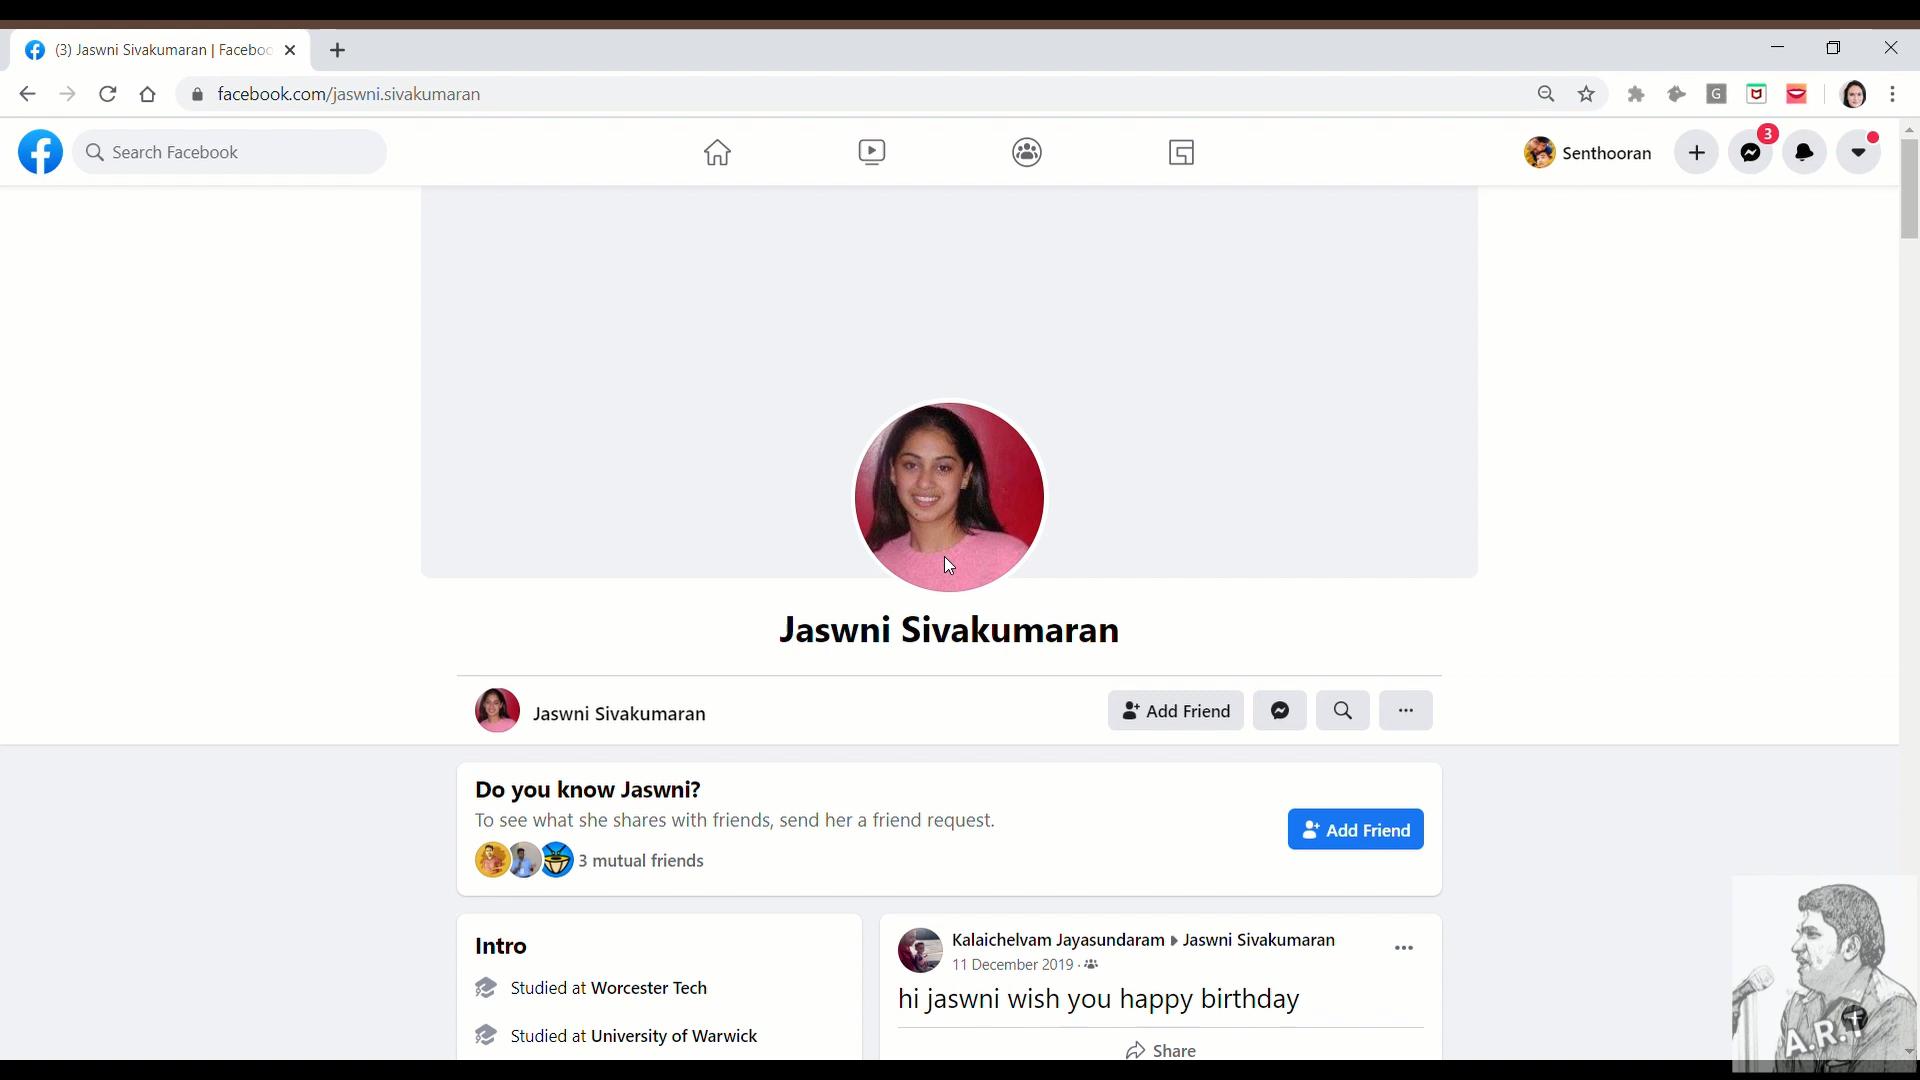 (3) Jaswni Sivakumaran | Faceboo
facebook.com/jaswni.sivakumaran
G
Search Facebook
Senthooran
3
Jaswni Sivakumaran
Jaswni Sivakumaran
Add Friend
Do you know Jaswni?
To see what she shares with friends, send her a friend request.
3 mutual friends
Add Friend
Intro
Studied at Worcester Tech
Studied at University of Warwick
Kalaichelvam Jayasundaram ▸ Jaswni Sivakumaran
11 December 2019 ·
hi jaswni wish you happy birthday
Share
A.R.T